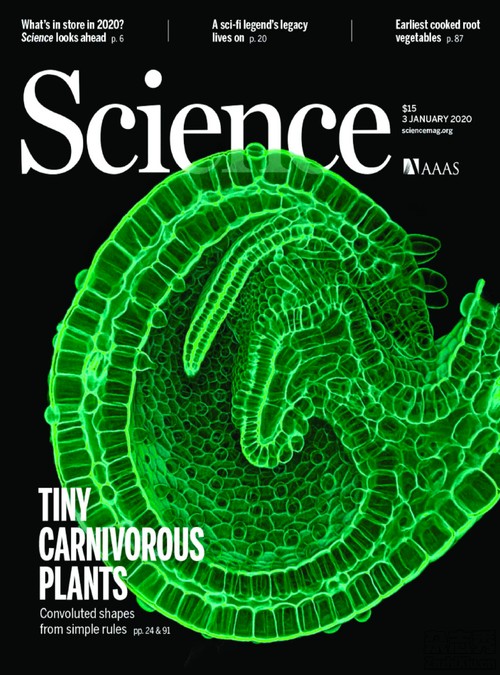 What's in store in 2020?
Science looks ahead p. 6
A sci-fi legend's legacy
lives on p. 20
Earliest cooked root
vegetables p. 87
Science
$15
3 JANUARY 2020
sciencemag.org
AAAS
TINY
CARNIVOROUS
PLANTS
Convoluted shapes
from simple rules pp. 24 & 91